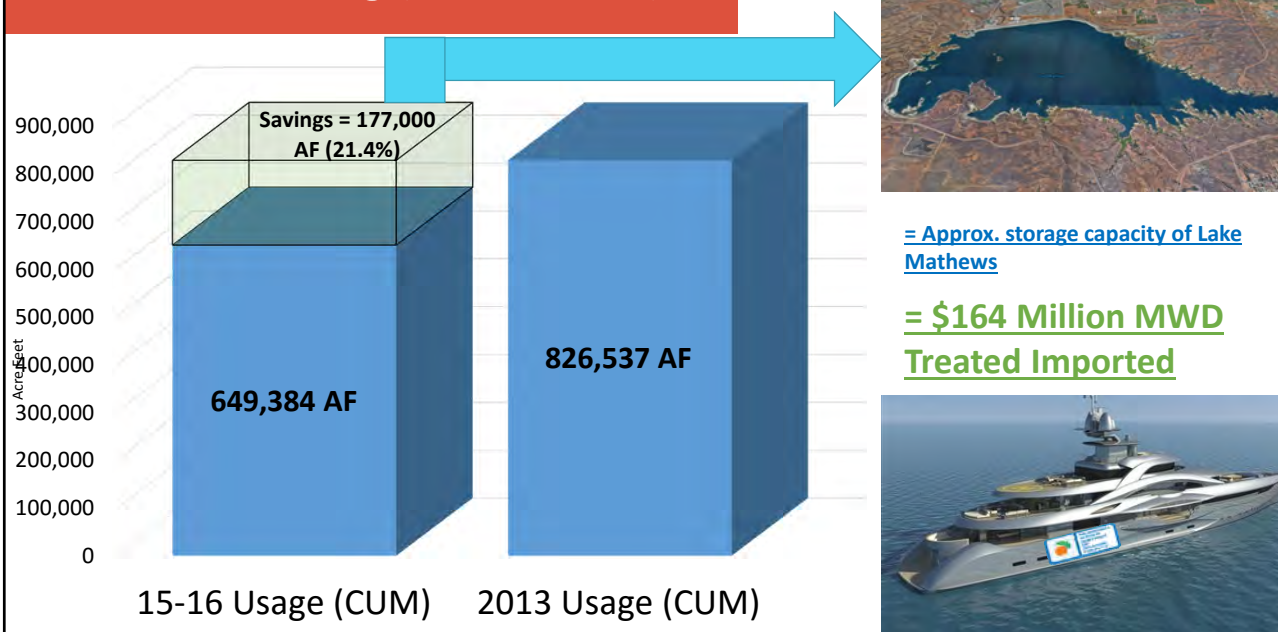 Savings = 177,000
AF (21.4%)
900,000
800,000
700,000
600,000
500,000
400,000
300,000
200,000
100,000
0
Acre Feet
649,384 AF
826,537 AF
15-16 Usage (CUM)
2013 Usage (CUM)
= Approx. storage capacity of Lake
Mathews
= $164 Million MWD
Treated Imported